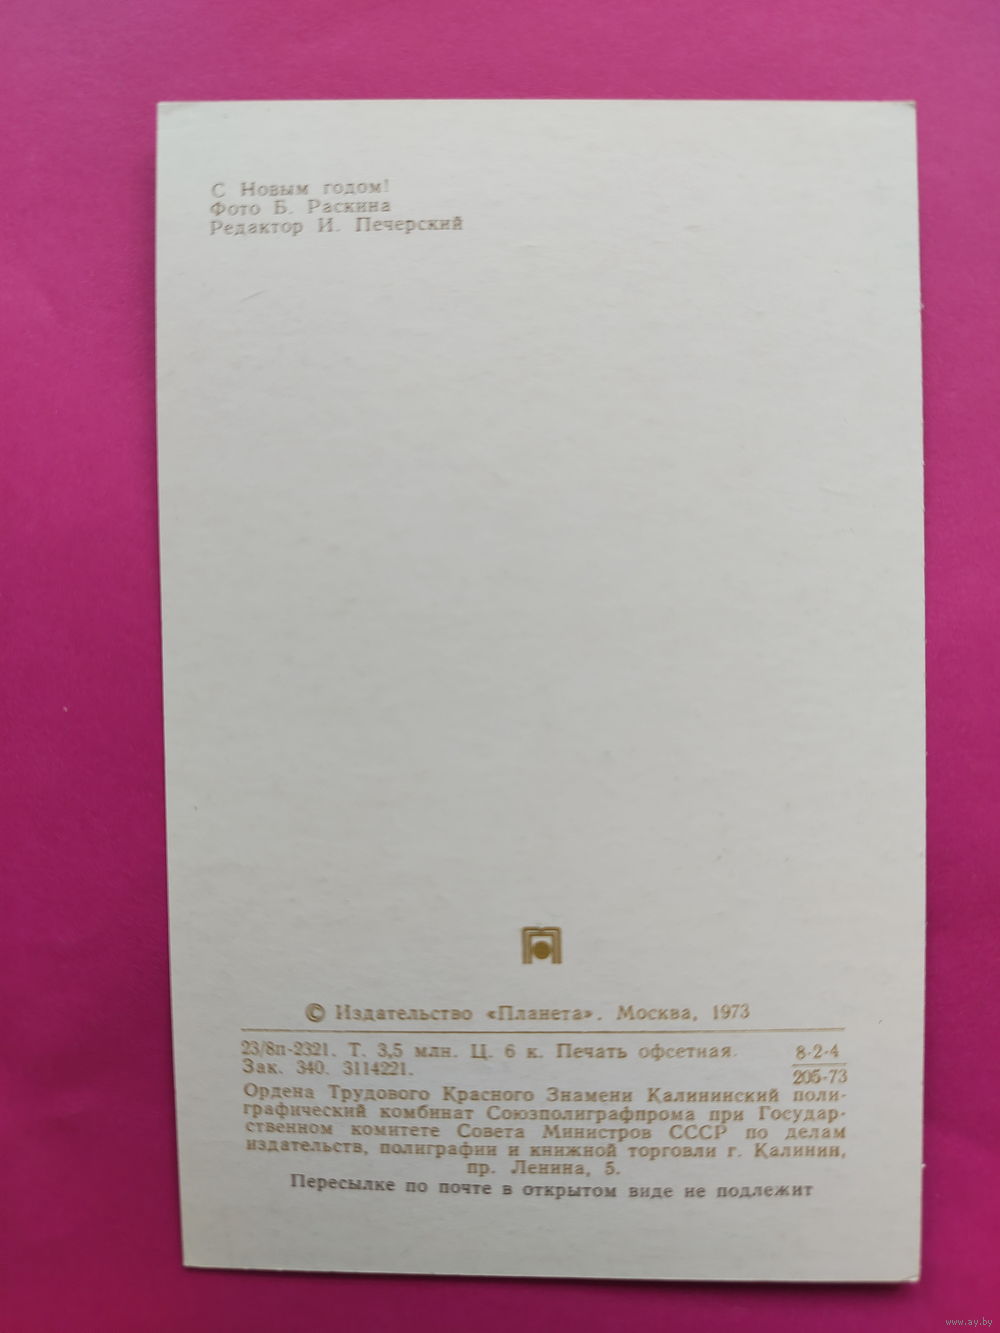 С Новым годом!
Фото Б. Раскина
Редактор И. Печерский
© Издательство «Планета». Москва, 1973
23/8п-2321. Т. 3,5 млн. Ц. 6 к. Печать офсетная.
Зак. 340. 3114221.
8-2-4
205-73
Ордена Трудового Красного Знамени Калининский поли-
графический комбинат Союзполиграфпрома при Государ-
ственном комитете Совета Министров СССР по делам
издательств, полиграфии и книжной торговли г. Калинин,
пр. Ленина, 5.
Пересылке по почте в открытом виде не подлежит
www.ay.by